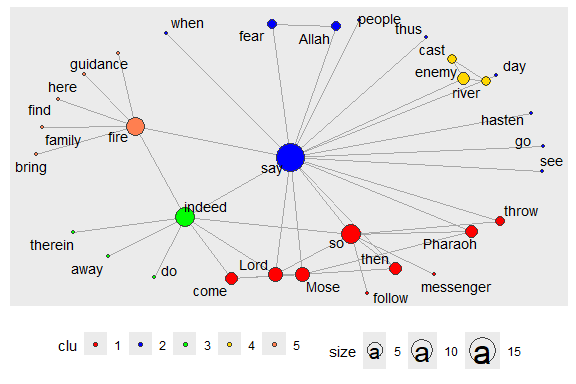 when
people
fear
Allah
thus
cast
guidance
enemy
day
here
river
find
hasten
fire
family
go
bring
say
see
indeed
throw
therein
so
Pharaoh
away
do
Lord
then
come
Mose
messenger
follow
clu 1 2 3 4 5 size a 5 a 10 a 15